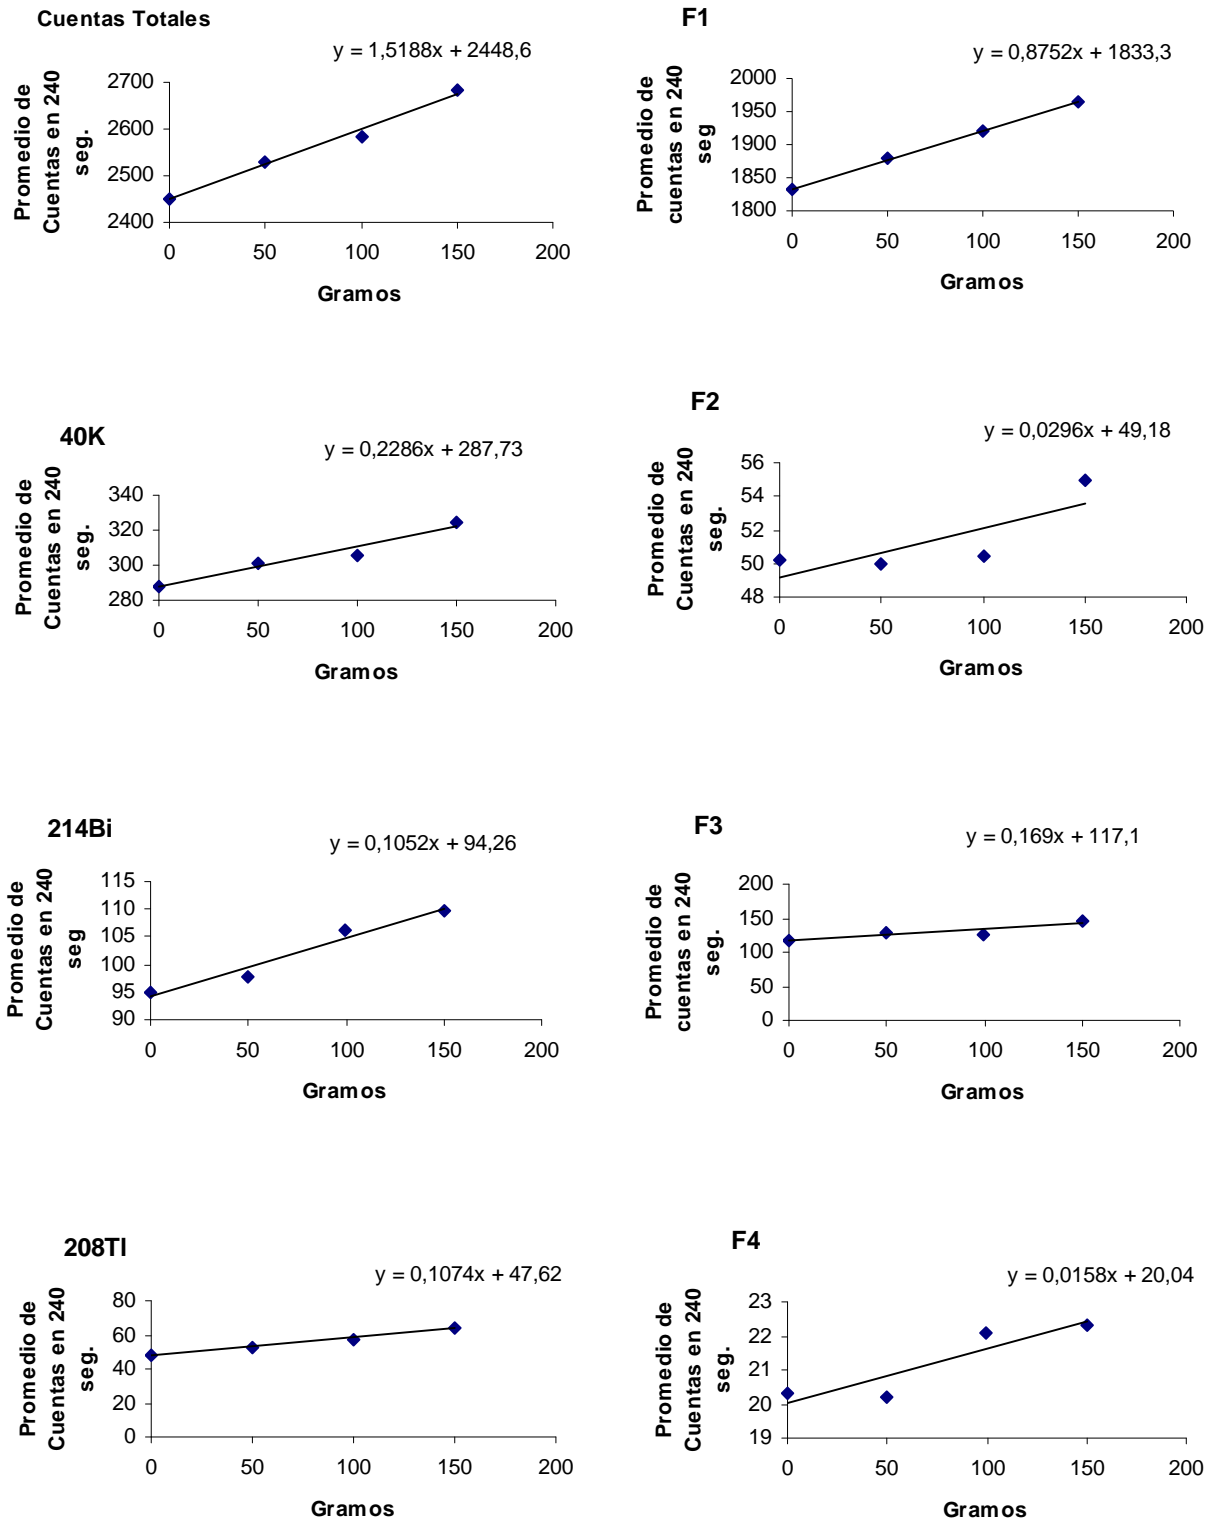 Cuentas Totales
y = 1,5188x + 2448,6
Promedio de
Cuentas en 240
seg.
2700
2600
2500
2400
0 50 100 150 200
Gramos
F1
y = 0,8752x + 1833,3
Promedio de
cuentas en 240
seg
2000
1950
1900
1850
1800
0 50 100 150 200
Gramos
40K
y = 0,2286x + 287,73
Promedio de
Cuentas en 240
seg.
340
320
300
280
0 50 100 150 200
Gramos
F2
y = 0,0296x + 49,18
Promedio de
Cuentas en 240
seg.
56
54
52
50
48
0 50 100 150 200
Gramos
214Bi
y = 0,1052x + 94,26
Promedio de
Cuentas en 240
seg
115
110
105
100
95
90
0 50 100 150 200
Gramos
F3
y = 0,169x + 117,1
Promedio de
cuentas en 240
seg.
200
150
100
50
0
0 50 100 150 200
Gramos
208Tl
y = 0,1074x + 47,62
Promedio de
Cuentas en 240
seg.
80
60
40
20
0
0 50 100 150 200
Gramos
F4
y = 0,0158x + 20,04
Promedio de
Cuentas en 240
seg.
23
22
21
20
19
0 50 100 150 200
Gramos